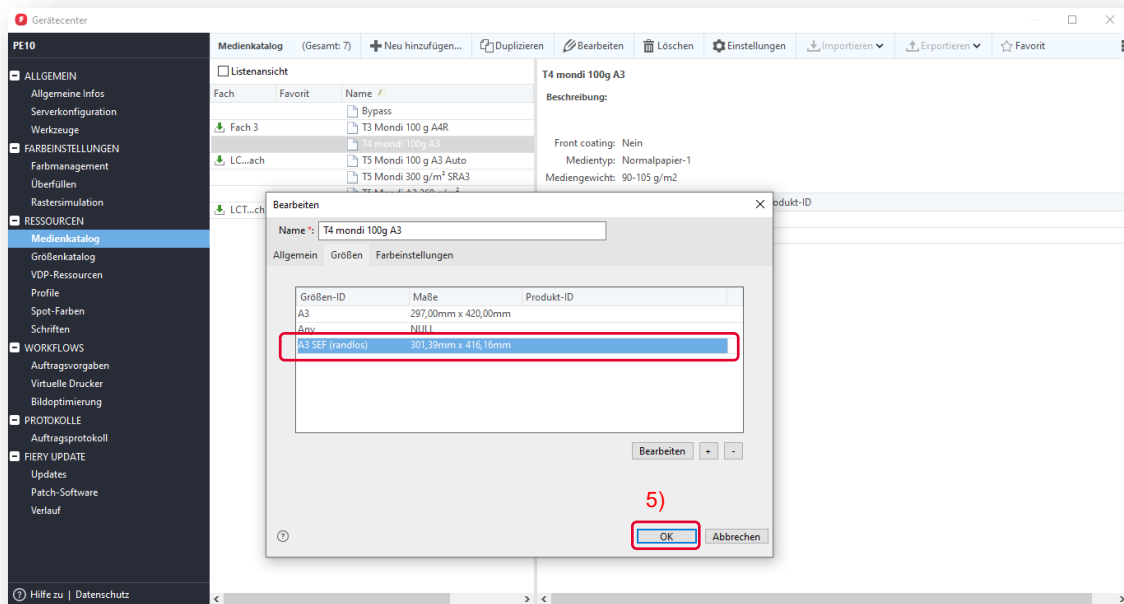 Gerätecenter
PE10
Medienkatalog (Gesamt: 7) Neu hinzufügen... Duplizieren Bearbeiten Löschen Einstellungen Importieren Exportieren Favorit
ALLGEMEIN
Allgemeine Infos
Serverkonfiguration
Werkzeuge
FARBEINSTELLUNGEN
Farbmanagement
Überfüllen
Rastersimulation
RESSOURCEN
Medienkatalog
Größenkatalog
VDP-Ressourcen
Profile
Spot-Farben
Schriften
WORKFLOWS
Auftragsvorgaben
Virtuelle Drucker
Bildoptimierung
PROTOKOLLE
Auftragsprotokoll
FIERY UPDATE
Updates
Patch-Software
Verlauf
Hilfe zu | Datenschutz
Listenansicht
Fach Favorit Name
Bypass
Fach 3 T3 Mondi 100 g A4R
T4 mondi 100g A3
LC...ach T5 Mondi 100 g A3 Auto
T5 Mondi 300 g/m² SRA3
LCT...ch
T4 mondi 100g A3
Beschreibung:
Front coating: Nein
Medientyp: Normalpapier-1
Mediengewicht: 90-105 g/m2
Bearbeiten
Name *: T4 mondi 100g A3
Allgemein Größen Farbeinstellungen
Größen-ID Maße Produkt-ID
A3 297,00mm x 420,00mm
Any NULL
A3 SEF (randlos) 301,39mm x 416,16mm
Bearbeiten + -
5)
OK Abbrechen